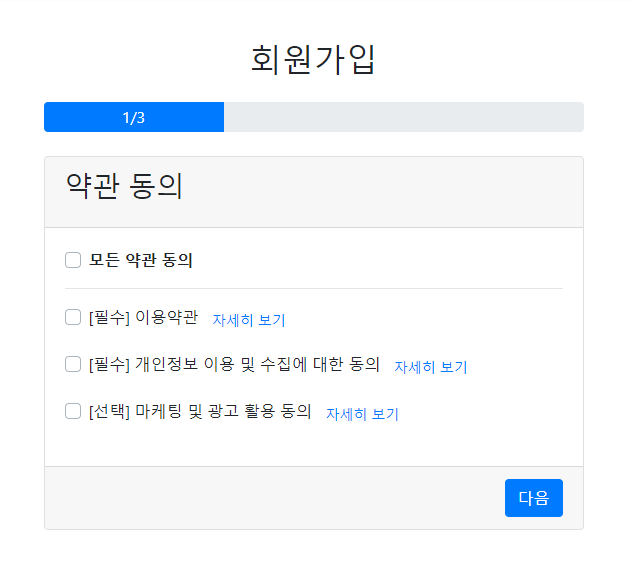 회원가입
1/3
약관 동의
모든 약관 동의
[필수] 이용약관 자세히 보기
[필수] 개인정보 이용 및 수집에 대한 동의 자세히 보기
[선택] 마케팅 및 광고 활용 동의 자세히 보기
다음